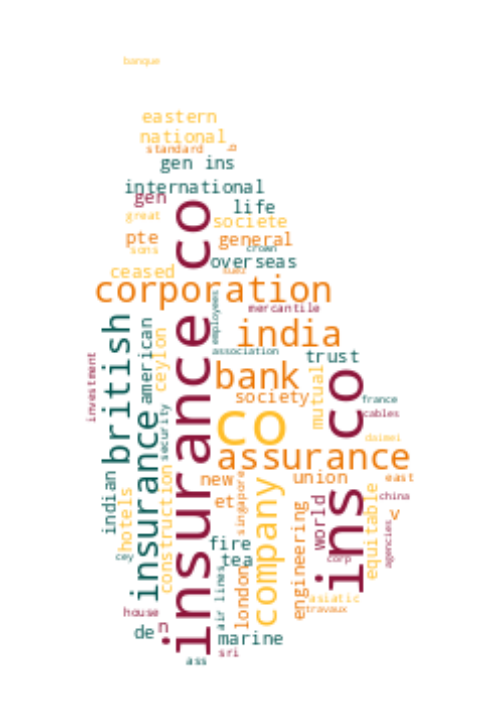 banque
eastern
national
standard
gen ins
international
gen
life
great
societe
pte
general
sons
crown
overseas
ceased
suez
corporation
insurance co
mercantile
employees
british
american
ceylon
india
association
trust
investment
bank
mutual
society
ins co
france
cables
co
security
insurance
daimei
assurance
indian
hotels
construction
new
et
singapore
company
union
east
equitable
china
world
v
engineering
agencies
fire
tea
cey
corp
air lines
london
asiatic
travaux
house
de
n
marine
sri
ass